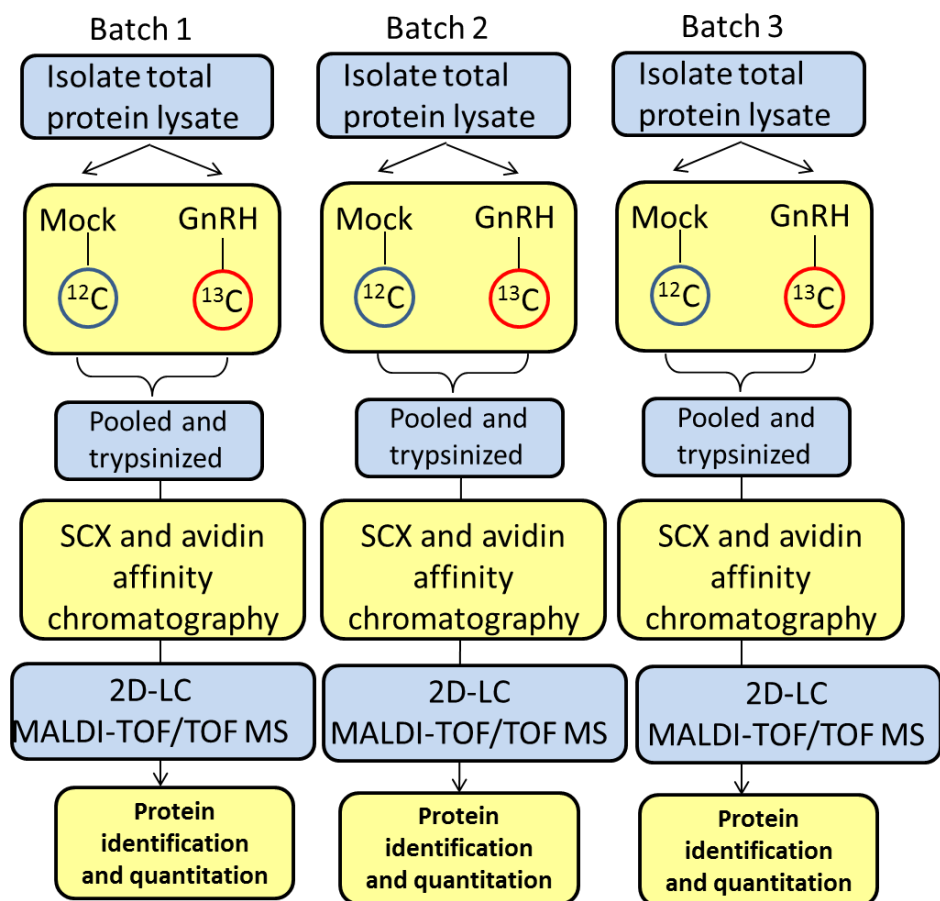 Batch 1
Isolate total
protein lysate
Mock
GnRH
¹²C
¹³C
Pooled and
trypsinized
SCX and avidin
affinity
chromatography
2D-LC
MALDI-TOF/TOF MS
Protein
identification
and quantitation
Batch 2
Isolate total
protein lysate
Mock
GnRH
¹²C
¹³C
Pooled and
trypsinized
SCX and avidin
affinity
chromatography
2D-LC
MALDI-TOF/TOF MS
Protein
identification
and quantitation
Batch 3
Isolate total
protein lysate
Mock
GnRH
¹²C
¹³C
Pooled and
trypsinized
SCX and avidin
affinity
chromatography
2D-LC
MALDI-TOF/TOF MS
Protein
identification
and quantitation